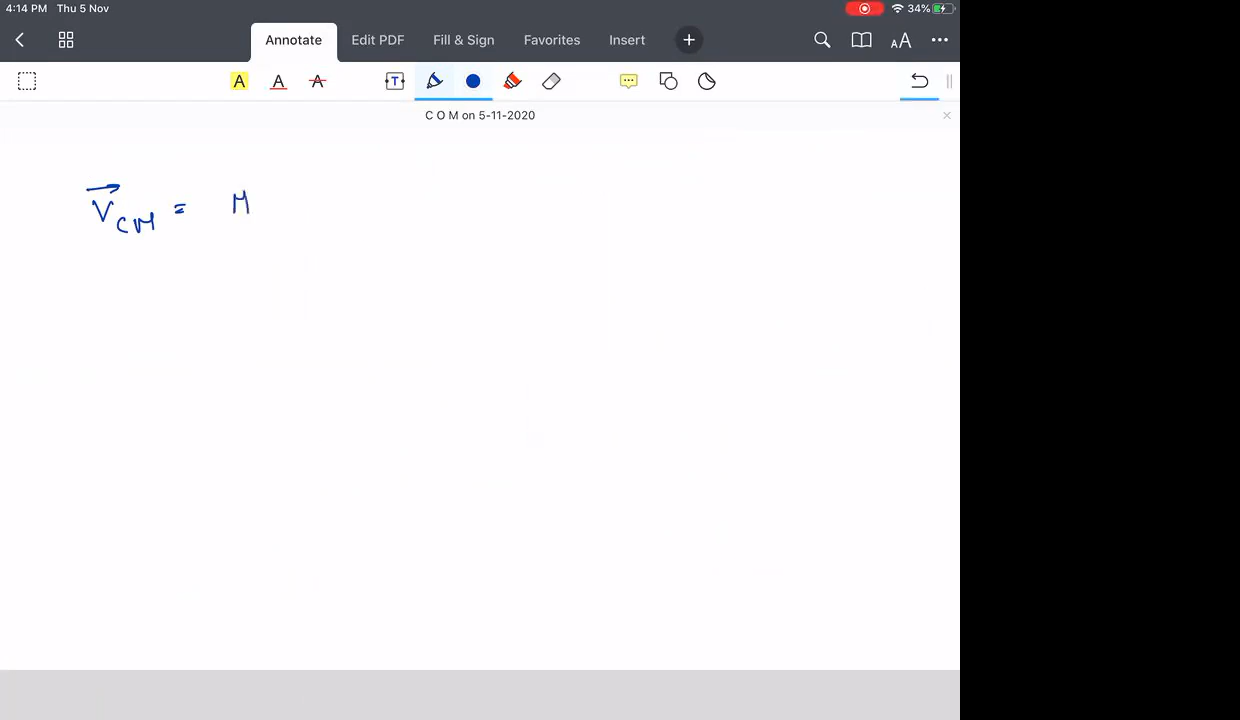 4:14 PM Thu 5 Nov 34%
Annotate Edit PDF Fill & Sign Favorites Insert
A A A T AA
C O M on 5-11-2020
V⃗CM = M